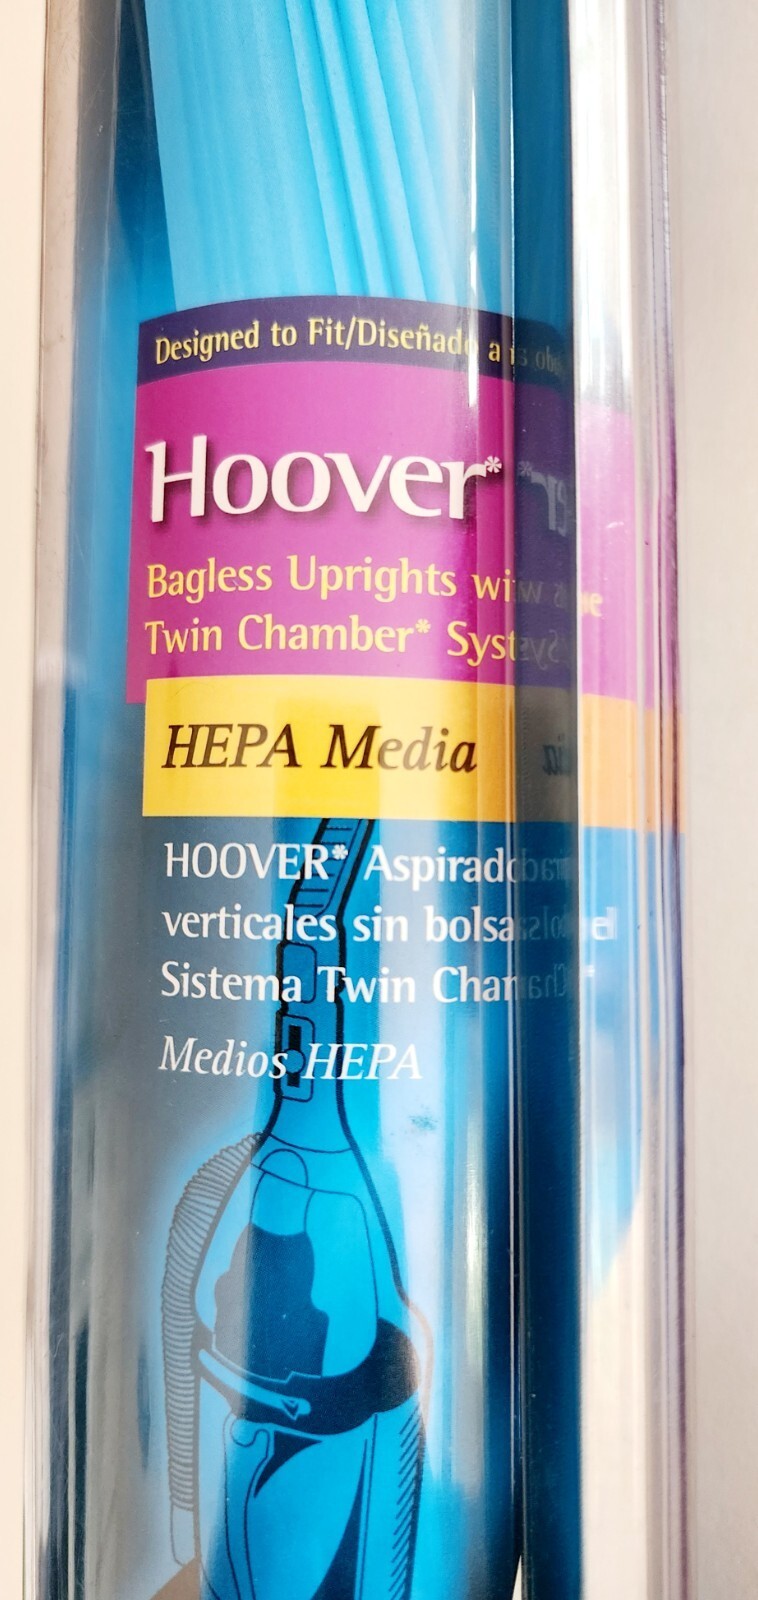 Designed to Fit/Diseñado a
Hoover*
Bagless Uprights
Twin Chamber*
HEPA Media
HOOVER*
verticales sin
Sistema Twin
Medios HEPA